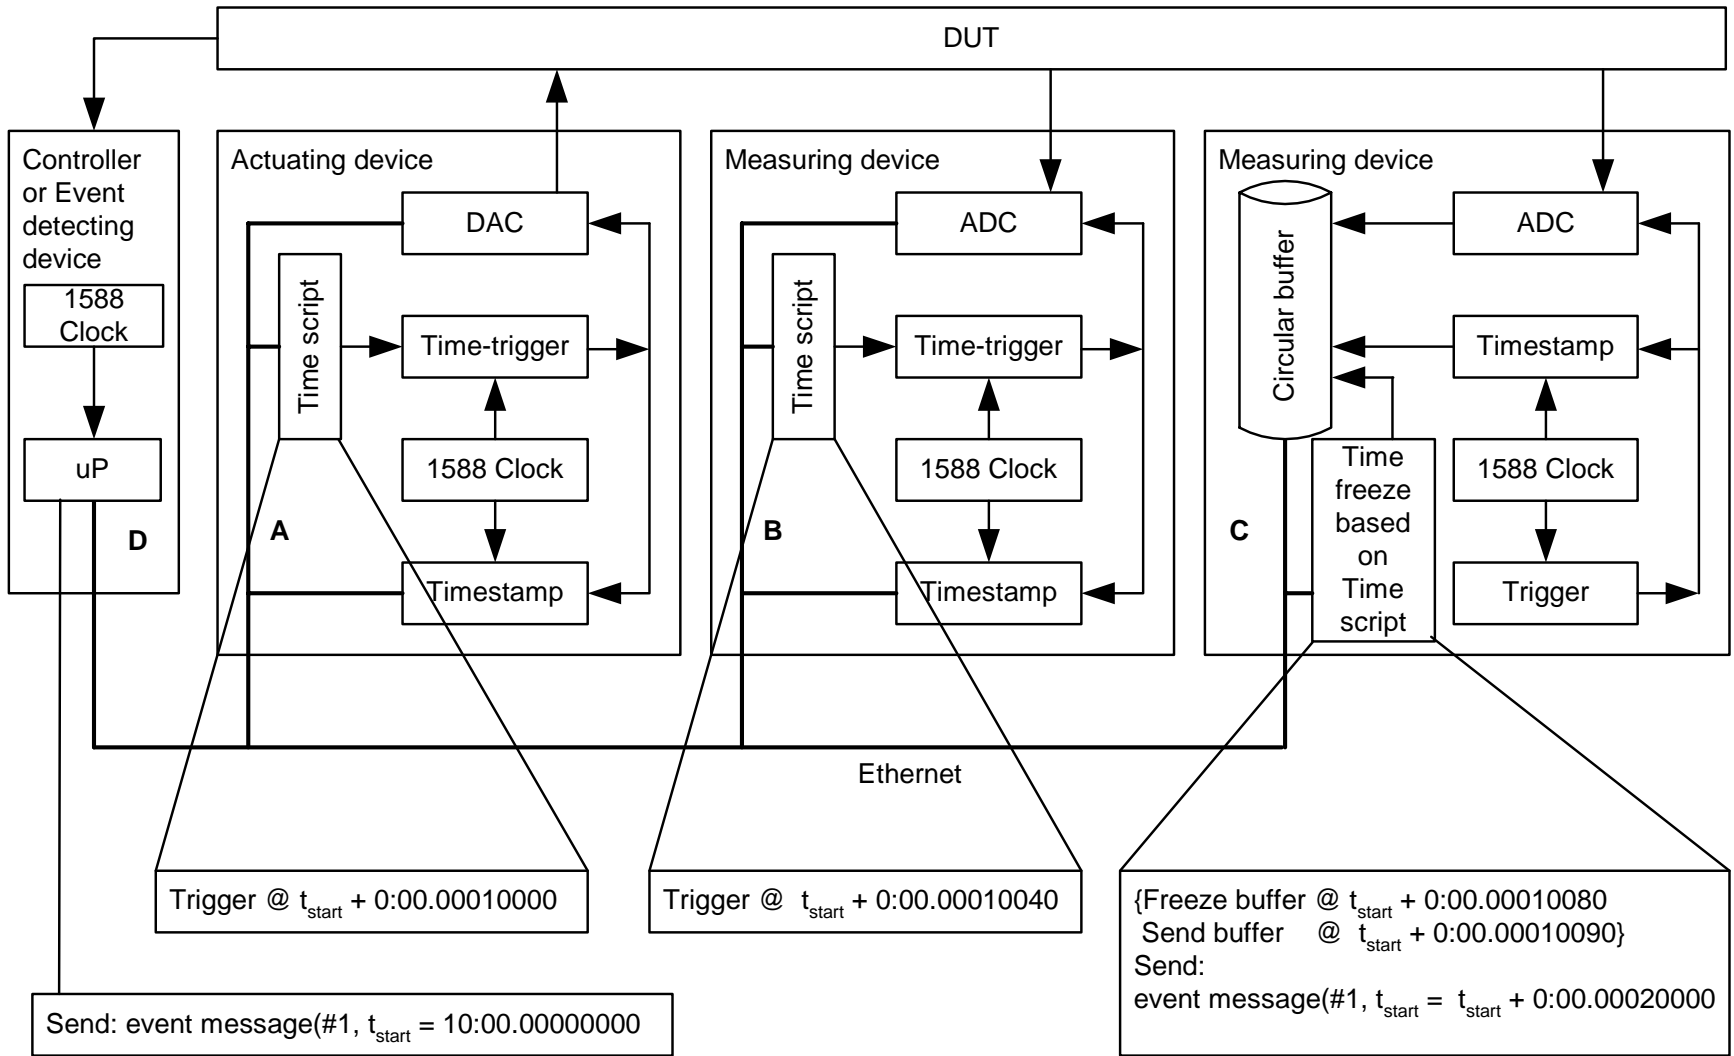 DUT
Controller
or Event
detecting
device
1588
Clock
uP
D
Actuating device
DAC
Time script
Time-trigger
1588 Clock
A
Timestamp
Measuring device
ADC
Time script
Time-trigger
1588 Clock
B
Timestamp
Measuring device
Circular buffer
ADC
Timestamp
Time
freeze
based
on
Time
script
1588 Clock
C
Trigger
Ethernet
Trigger @ tstart + 0:00.00010000
Trigger @ tstart + 0:00.00010040
{Freeze buffer @ tstart + 0:00.00010080
Send buffer @ tstart + 0:00.00010090}
Send:
event message(#1, tstart = tstart + 0:00.00020000
Send: event message(#1, tstart = 10:00.00000000